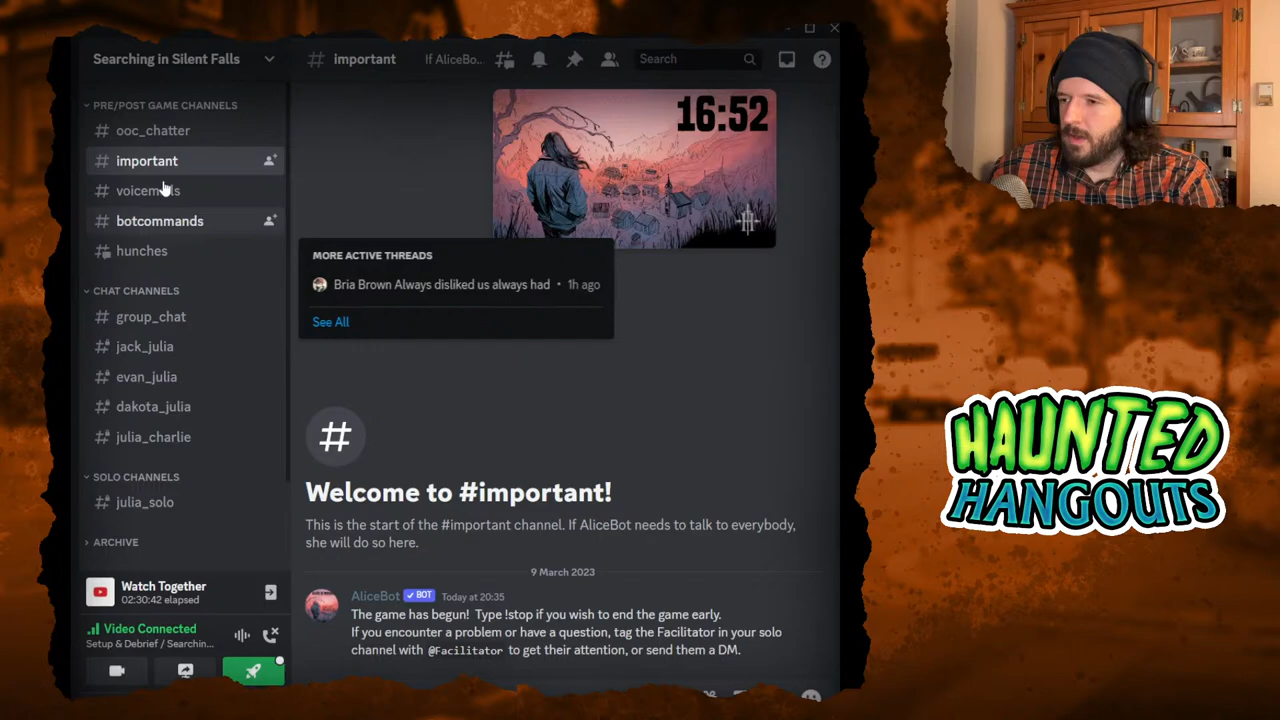 Searching in Silent Falls
important
If AliceBo...
Search
PRE/POST GAME CHANNELS
ooc_chatter
important
botcommands
hunches
CHAT CHANNELS
group_chat
jack_julia
evan_julia
dakota_julia
julia_charlie
SOLO CHANNELS
julia_solo
ARCHIVE
Watch Together
02:30:42 elapsed
Video Connected
Setup & Debrief / Searchin...
16:52
MORE ACTIVE THREADS
Bria Brown Always disliked us always had • 1h ago
See All
Welcome to #important!
This is the start of the #important channel. If AliceBot needs to talk to everybody,
she will do so here.
9 March 2023
AliceBot ✓ BOT Today at 20:35
The game has begun! Type !stop if you wish to end the game early.
If you encounter a problem or have a question, tag the Facilitator in your solo
channel with @Facilitator to get their attention, or send them a DM.
HAUNTED
HANGOUTS